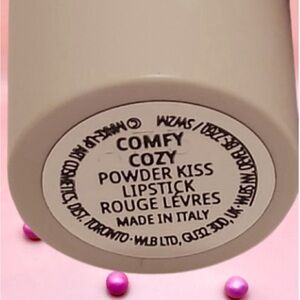 COMFY
COZY
POWDER KISS
LIPSTICK
ROUGE LÈVRES
MADE IN ITALY
© MAKE-UP ART COSMETICS, DIST. TORONTO · WLB LTD, GU32 3DD, UK